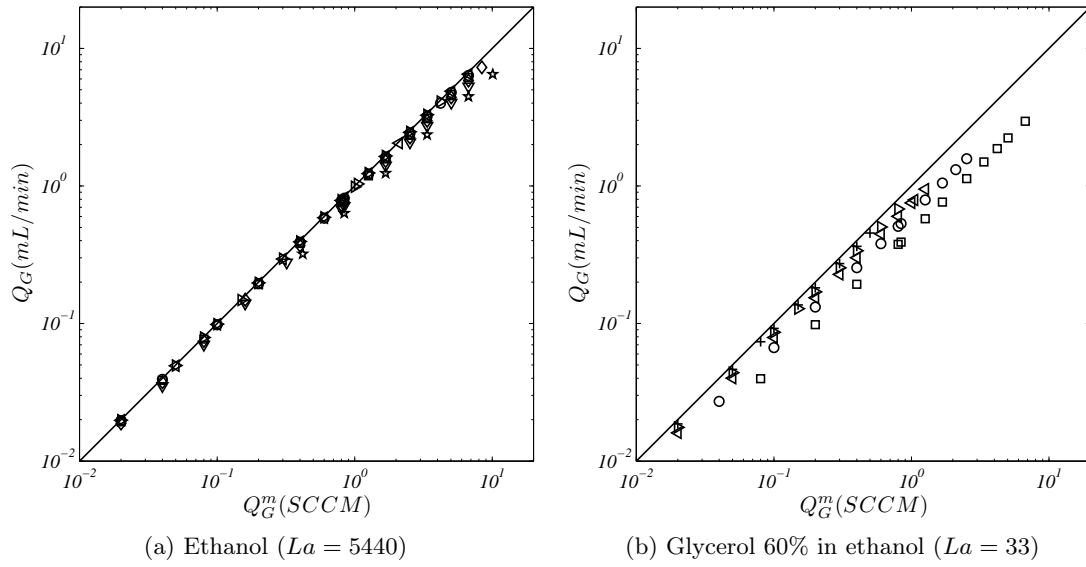 10^1
10^0
10^{-1}
10^{-2}
Q_G(mL/min)
10^{-2}
10^{-1}
10^0
10^1
Q_G^m(SCCM)
(a) Ethanol (La = 5440)
10^1
10^0
10^{-1}
10^{-2}
Q_G(mL/min)
10^{-2}
10^{-1}
10^0
10^1
Q_G^m(SCCM)
(b) Glycerol 60% in ethanol (La = 33)